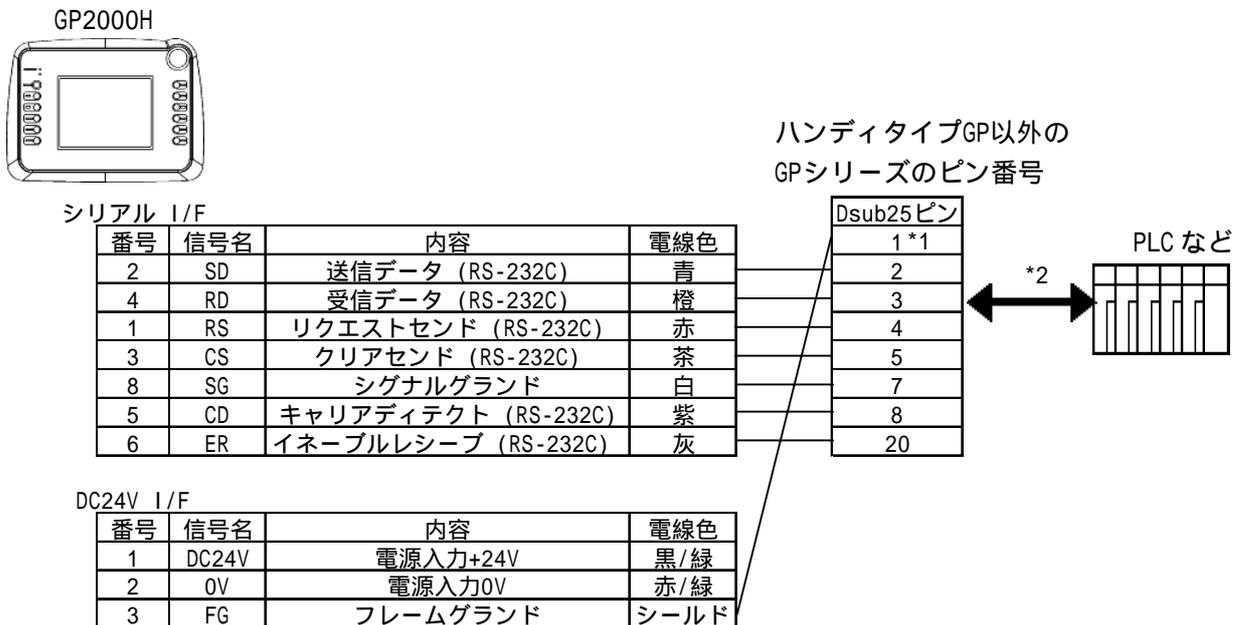 GP2000H
ハンディタイプGP以外の
GPシリーズのピン番号
シリアル I/F
Dsub25ピン
番号 信号名 内容 電線色 1*1 PLC など
2 SD 送信データ (RS-232C) 青 2 *2
4 RD 受信データ (RS-232C) 橙 3
1 RS リクエストセンド (RS-232C) 赤 4
3 CS クリアセンド (RS-232C) 茶 5
8 SG シグナルグランド 白 7
5 CD キャリアディテクト (RS-232C) 紫 8
6 ER イネーブルレシーブ (RS-232C) 灰 20
DC24V I/F
番号 信号名 内容 電線色
1 DC24V 電源入力+24V 黒/緑
2 0V 電源入力0V 赤/緑
3 FG フレームグランド シールド